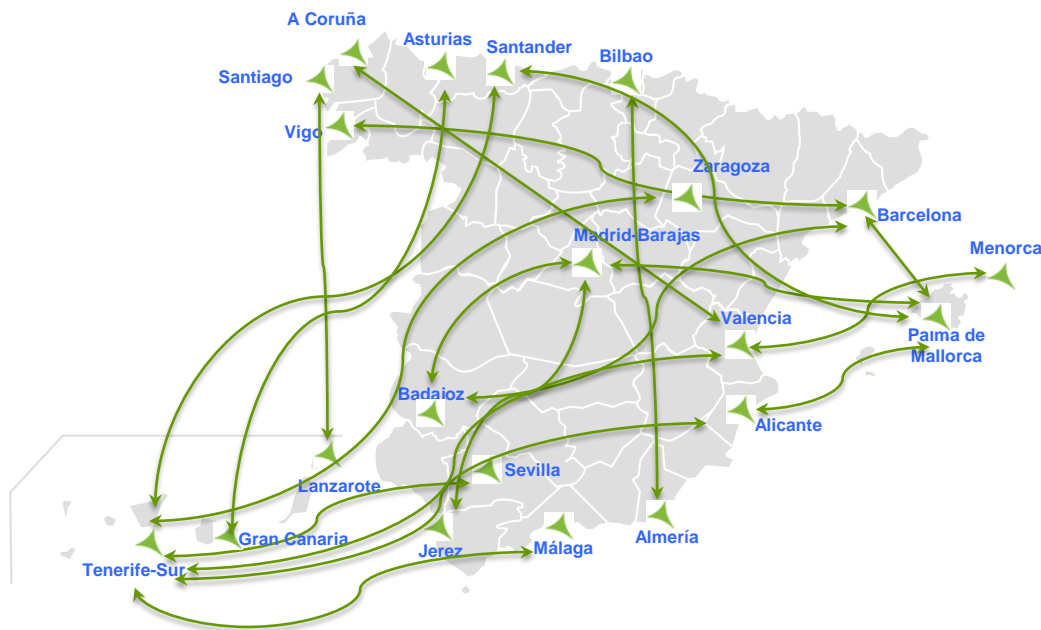 A Coruña
Asturias
Santander
Bilbao
Santiago
Vigo
Zaragoza
Barcelona
Madrid-Barajas
Menorca
Valencia
Palma de
Mallorca
Badajoz
Alicante
Sevilla
Lanzarote
Gran Canaria
Jerez
Málaga
Almería
Tenerife-Sur